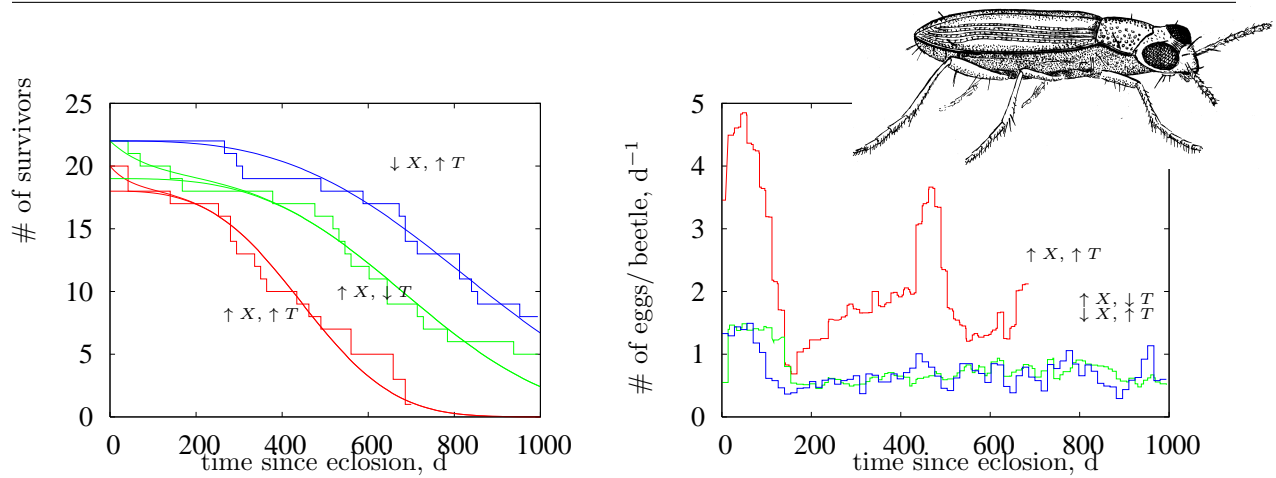 # of survivors
25
20
15
10
5
0
0 200 400 600 800 1000
time since eclosion, d
↓ X, ↑ T
↑ X, ↓ T
↑ X, ↑ T
# of eggs/ beetle, d⁻¹
5
4
3
2
1
0
0 200 400 600 800 1000
time since eclosion, d
↑ X, ↑ T
↑ X, ↓ T
↓ X, ↑ T